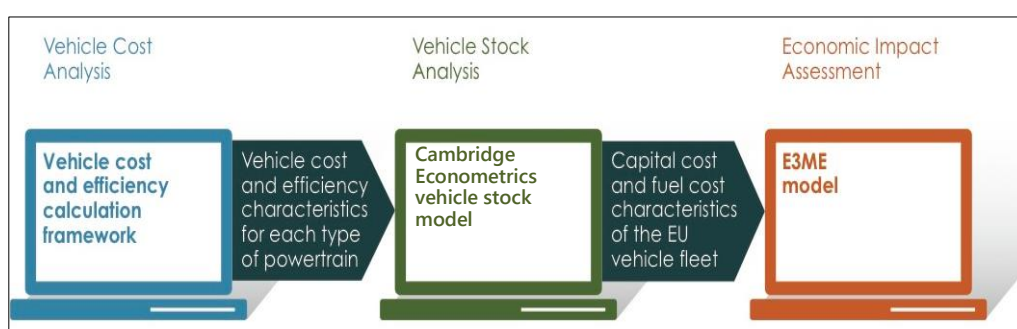 Vehicle Cost
Analysis
Vehicle Stock
Analysis
Economic Impact
Assessment
Vehicle cost
and efficiency
calculation
framework
Vehicle cost
and efficiency
characteristics
for each type
of powertrain
Cambridge
Econometrics
vehicle stock
model
Capital cost
and fuel cost
characteristics
of the EU
vehicle fleet
E3ME
model